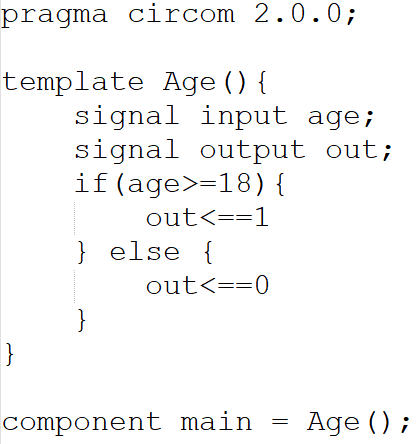 pragma circom 2.0.0;
template Age(){
signal input age;
signal output out;
if(age>=18){
out<==1
} else {
out<==0
}
}
component main = Age();